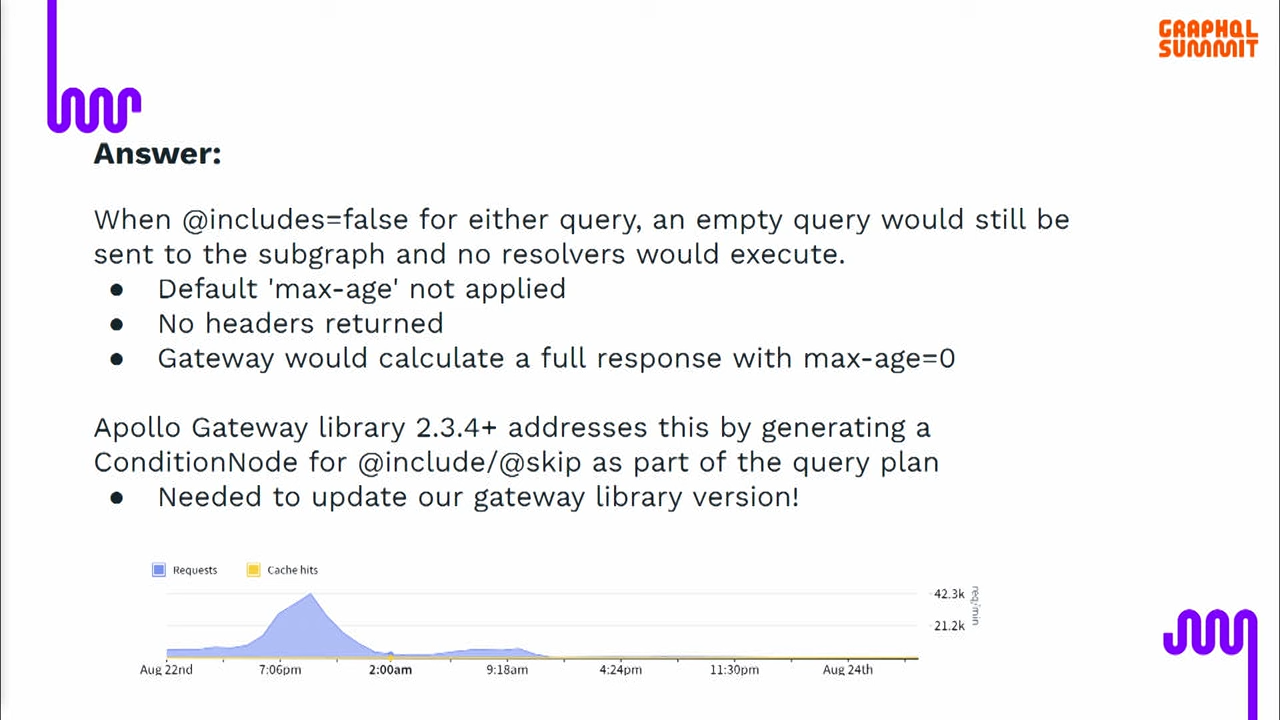 GRAPHQL
SUMMIT
Answer:
When @includes=false for either query, an empty query would still be
sent to the subgraph and no resolvers would execute.
● Default 'max-age' not applied
● No headers returned
● Gateway would calculate a full response with max-age=0
Apollo Gateway library 2.3.4+ addresses this by generating a
ConditionNode for @include/@skip as part of the query plan
● Needed to update our gateway library version!
Requests Cache hits
42.3k
21.2k
req/min
Aug 22nd 7:06pm 2:00am 9:18am 4:24pm 11:30pm Aug 24th